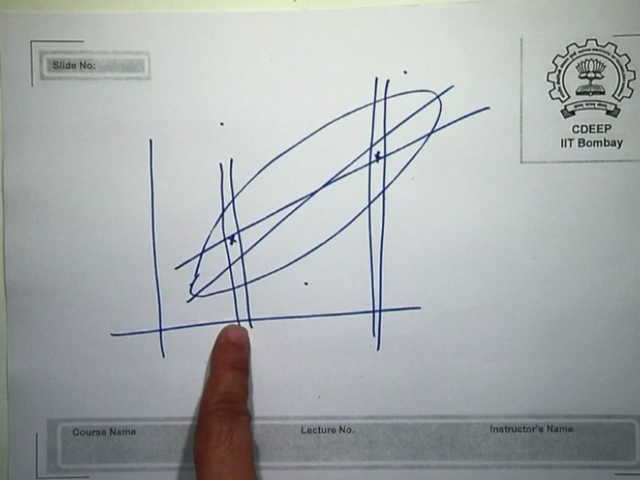 Slide No:
CDEEP
IIT Bombay
Course Name
Lecture No.
Instructor's Name